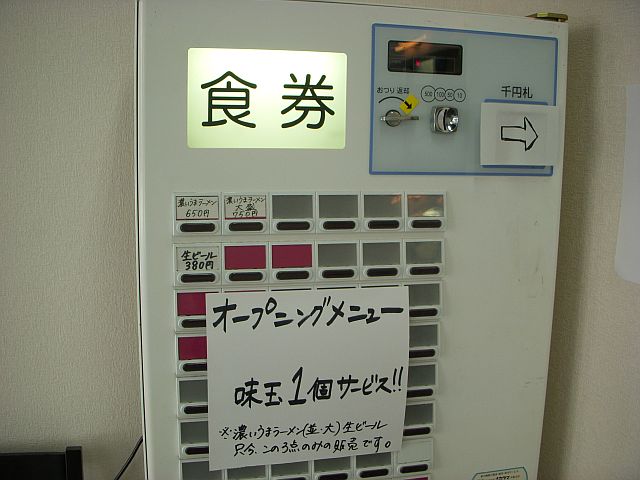 食券
おつり返却
500 100 50 10
千円札
濃いうまラーメン
650円
濃いうまラーメン
大盛
750円
生ビール
380円
オープニングメニュー
味玉1個サービス!!
※濃いうまラーメン(並・大)生ビール
只今、この3点のみの販売です。